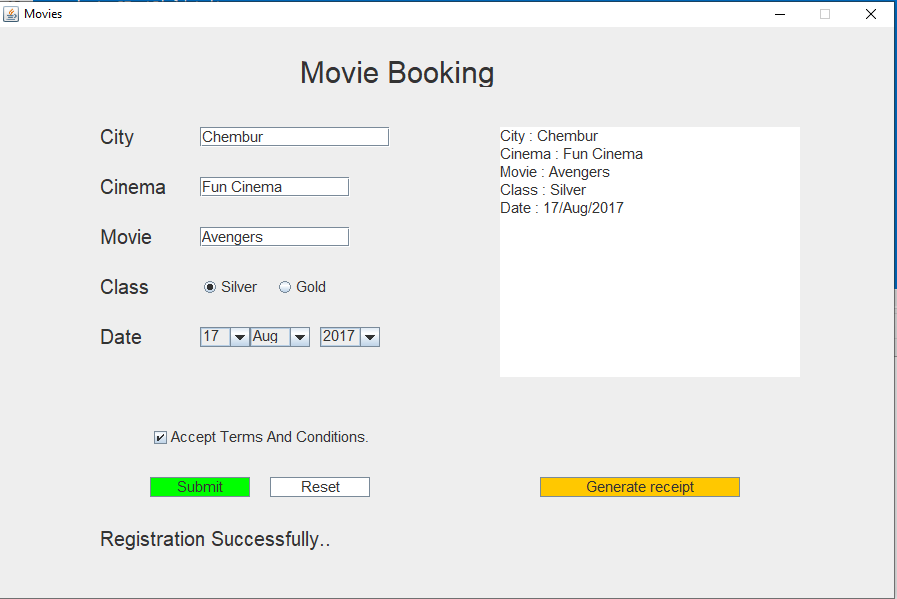 Movies
Movie Booking
City Chembur
Cinema Fun Cinema
Movie Avengers
Class Silver Gold
Date 17 Aug 2017
City : Chembur
Cinema : Fun Cinema
Movie : Avengers
Class : Silver
Date : 17/Aug/2017
Accept Terms And Conditions.
Submit Reset Generate receipt
Registration Successfully..